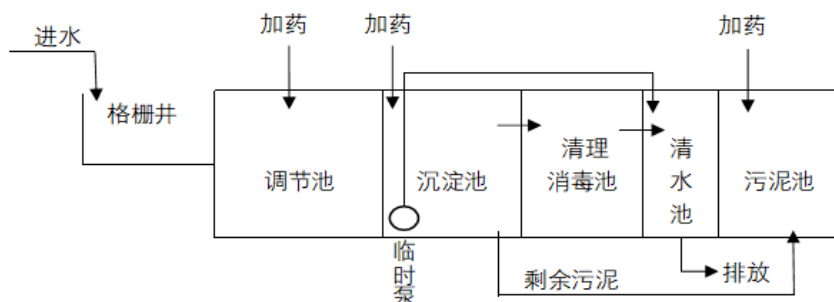 进水
加药
加药
加药
格栅井
调节池
沉淀池
清理
消毒池
清
水
池
污泥池
临
时
泵
剩余污泥
排放